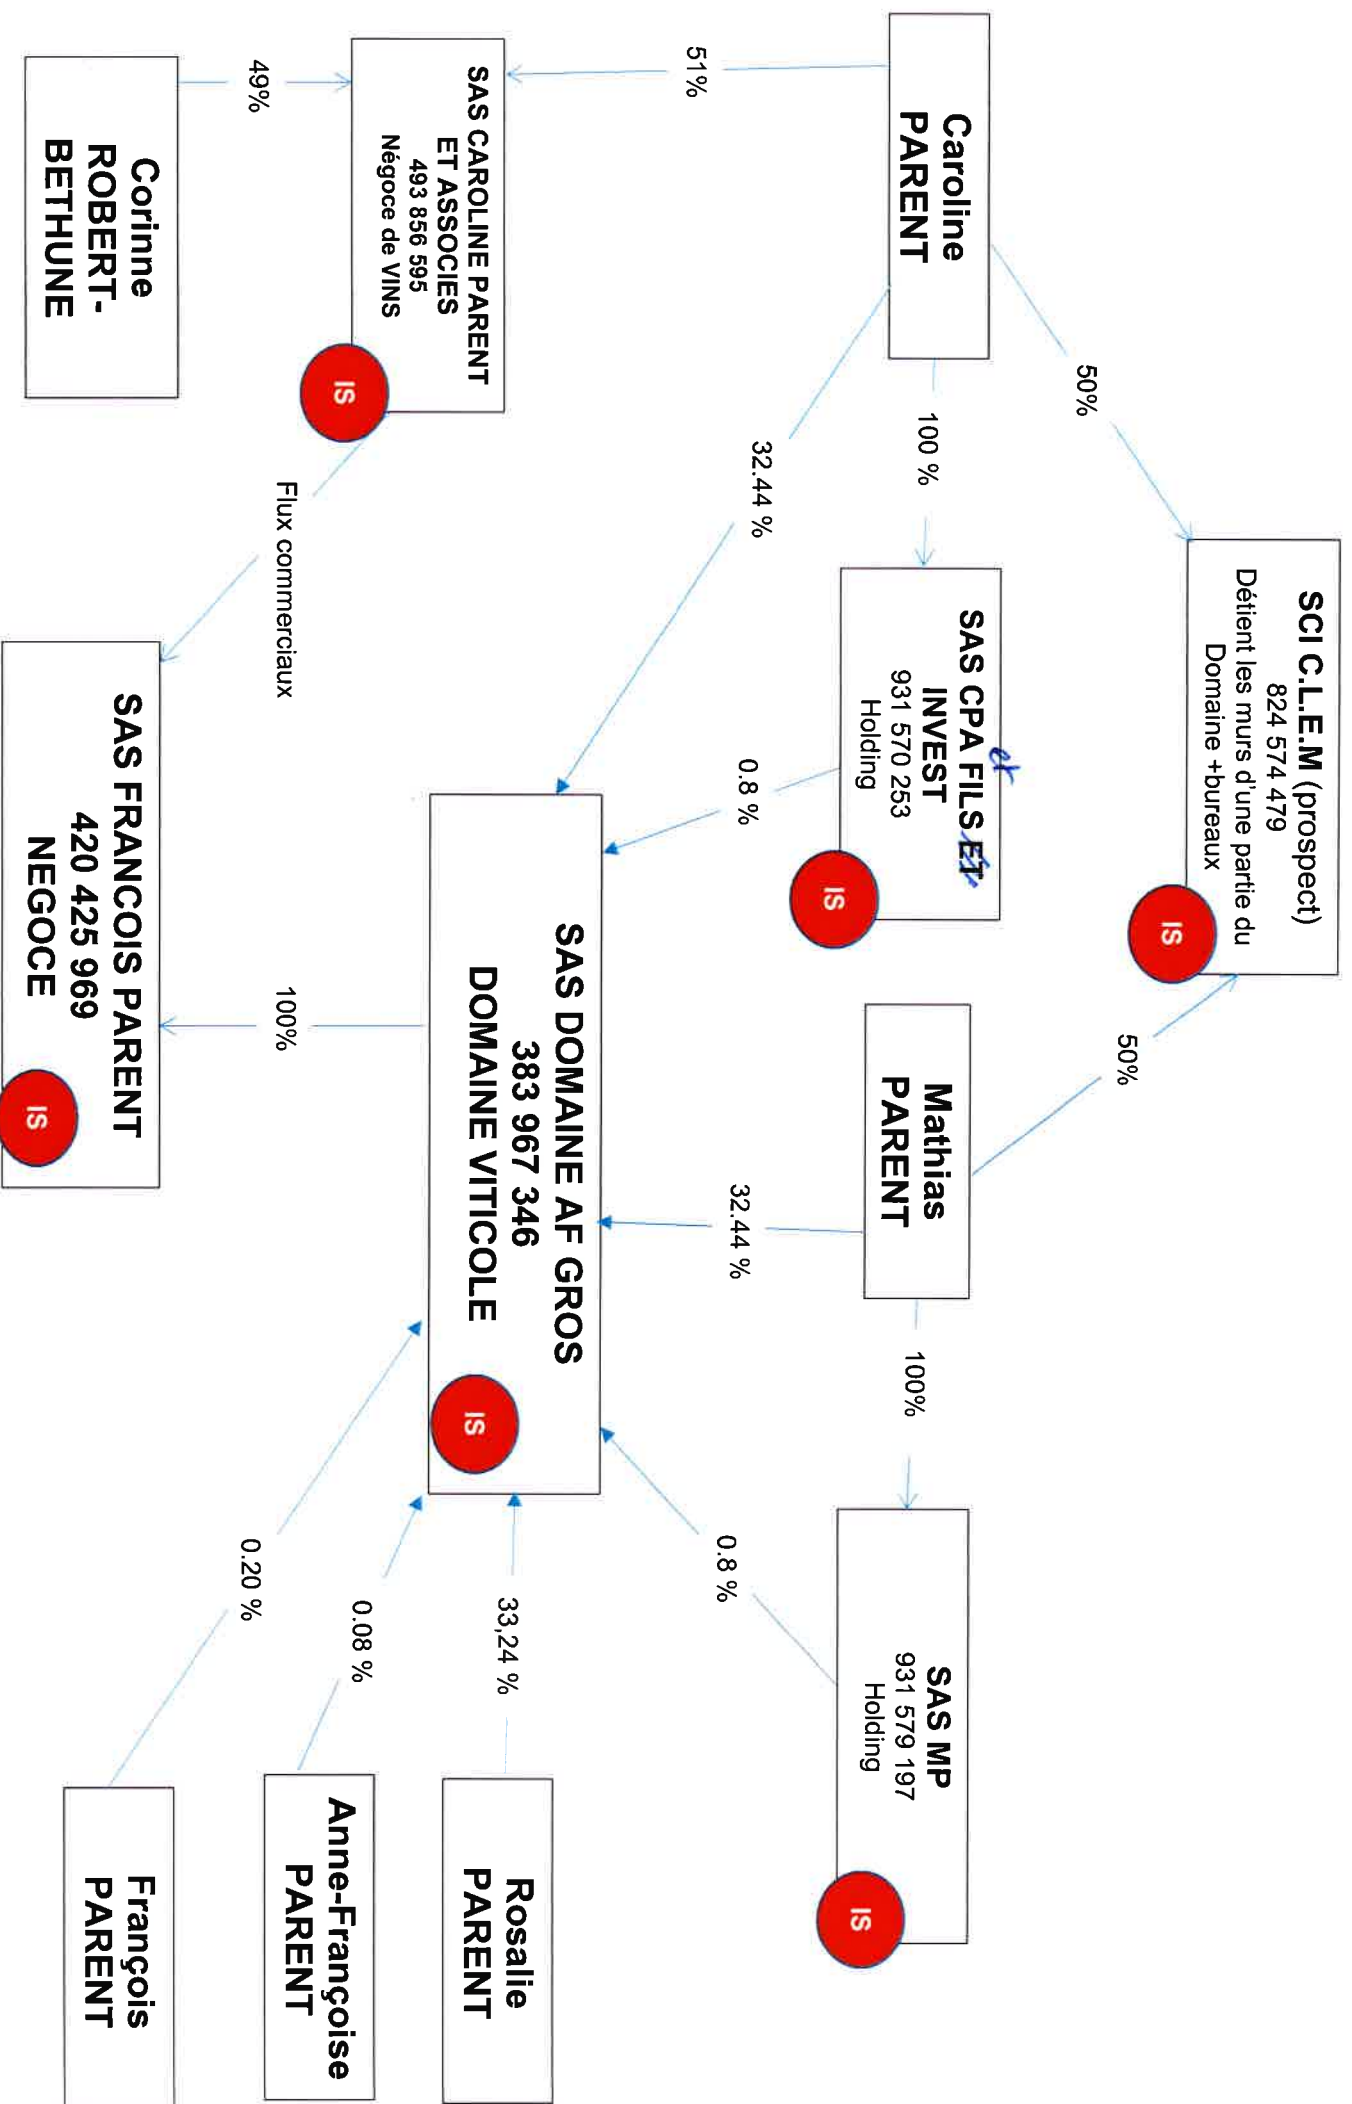 SCI C.L.E.M (prospect)
824 574 479
Détient les murs d'une partie du
Domaine +bureaux
IS
50%
50%
Caroline
PARENT
100 %
et
SAS CPA FILS ET
INVEST
931 570 253
Holding
IS
Mathias
PARENT
100%
SAS MP
931 579 197
Holding
IS
51%
32.44 %
0.8 %
32.44 %
0.8 %
SAS CAROLINE PARENT
ET ASSOCIES
493 856 595
Négoce de VINS
IS
SAS DOMAINE AF GROS
383 967 346
DOMAINE VITICOLE
IS
33,24 %
Rosalie
PARENT
49%
Flux commerciaux
100%
0.08 %
Anne-Françoise
PARENT
0.20 %
Corinne
ROBERT-
BETHUNE
SAS FRANCOIS PARENT
420 425 969
NEGOCE
IS
François
PARENT